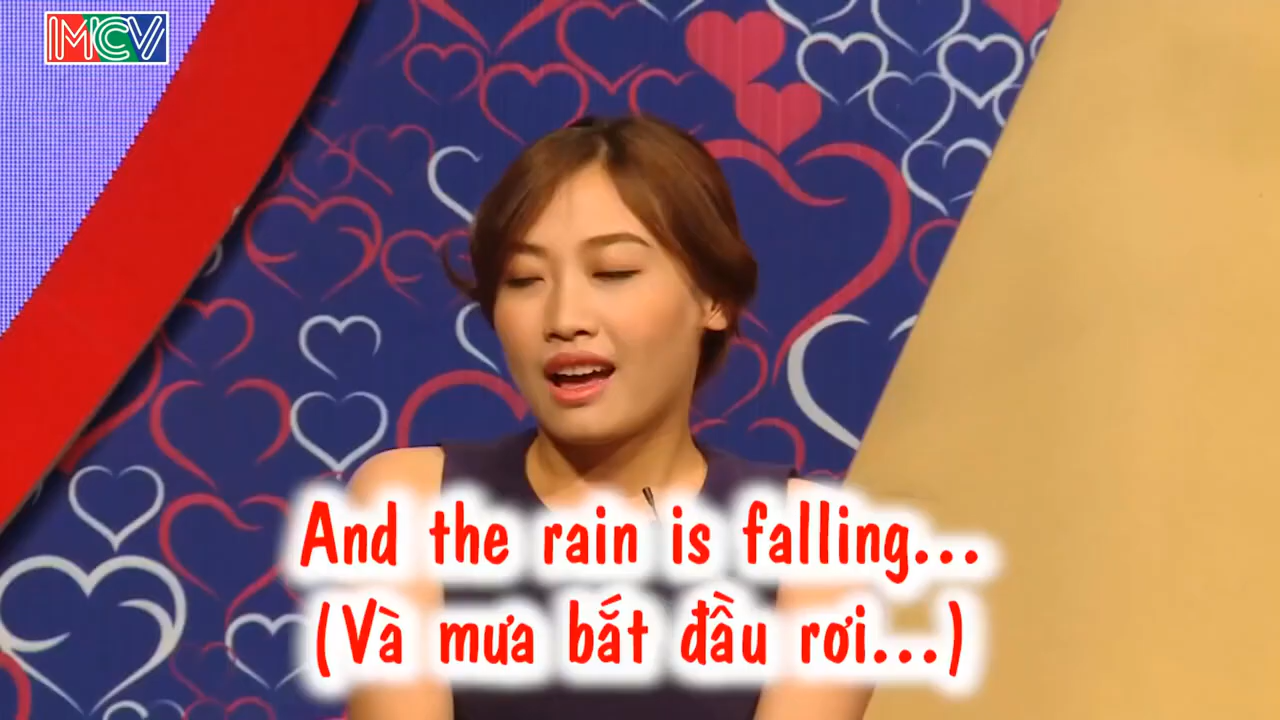 MCV
And the rain is falling...
(Và mưa bắt đầu rơi...)